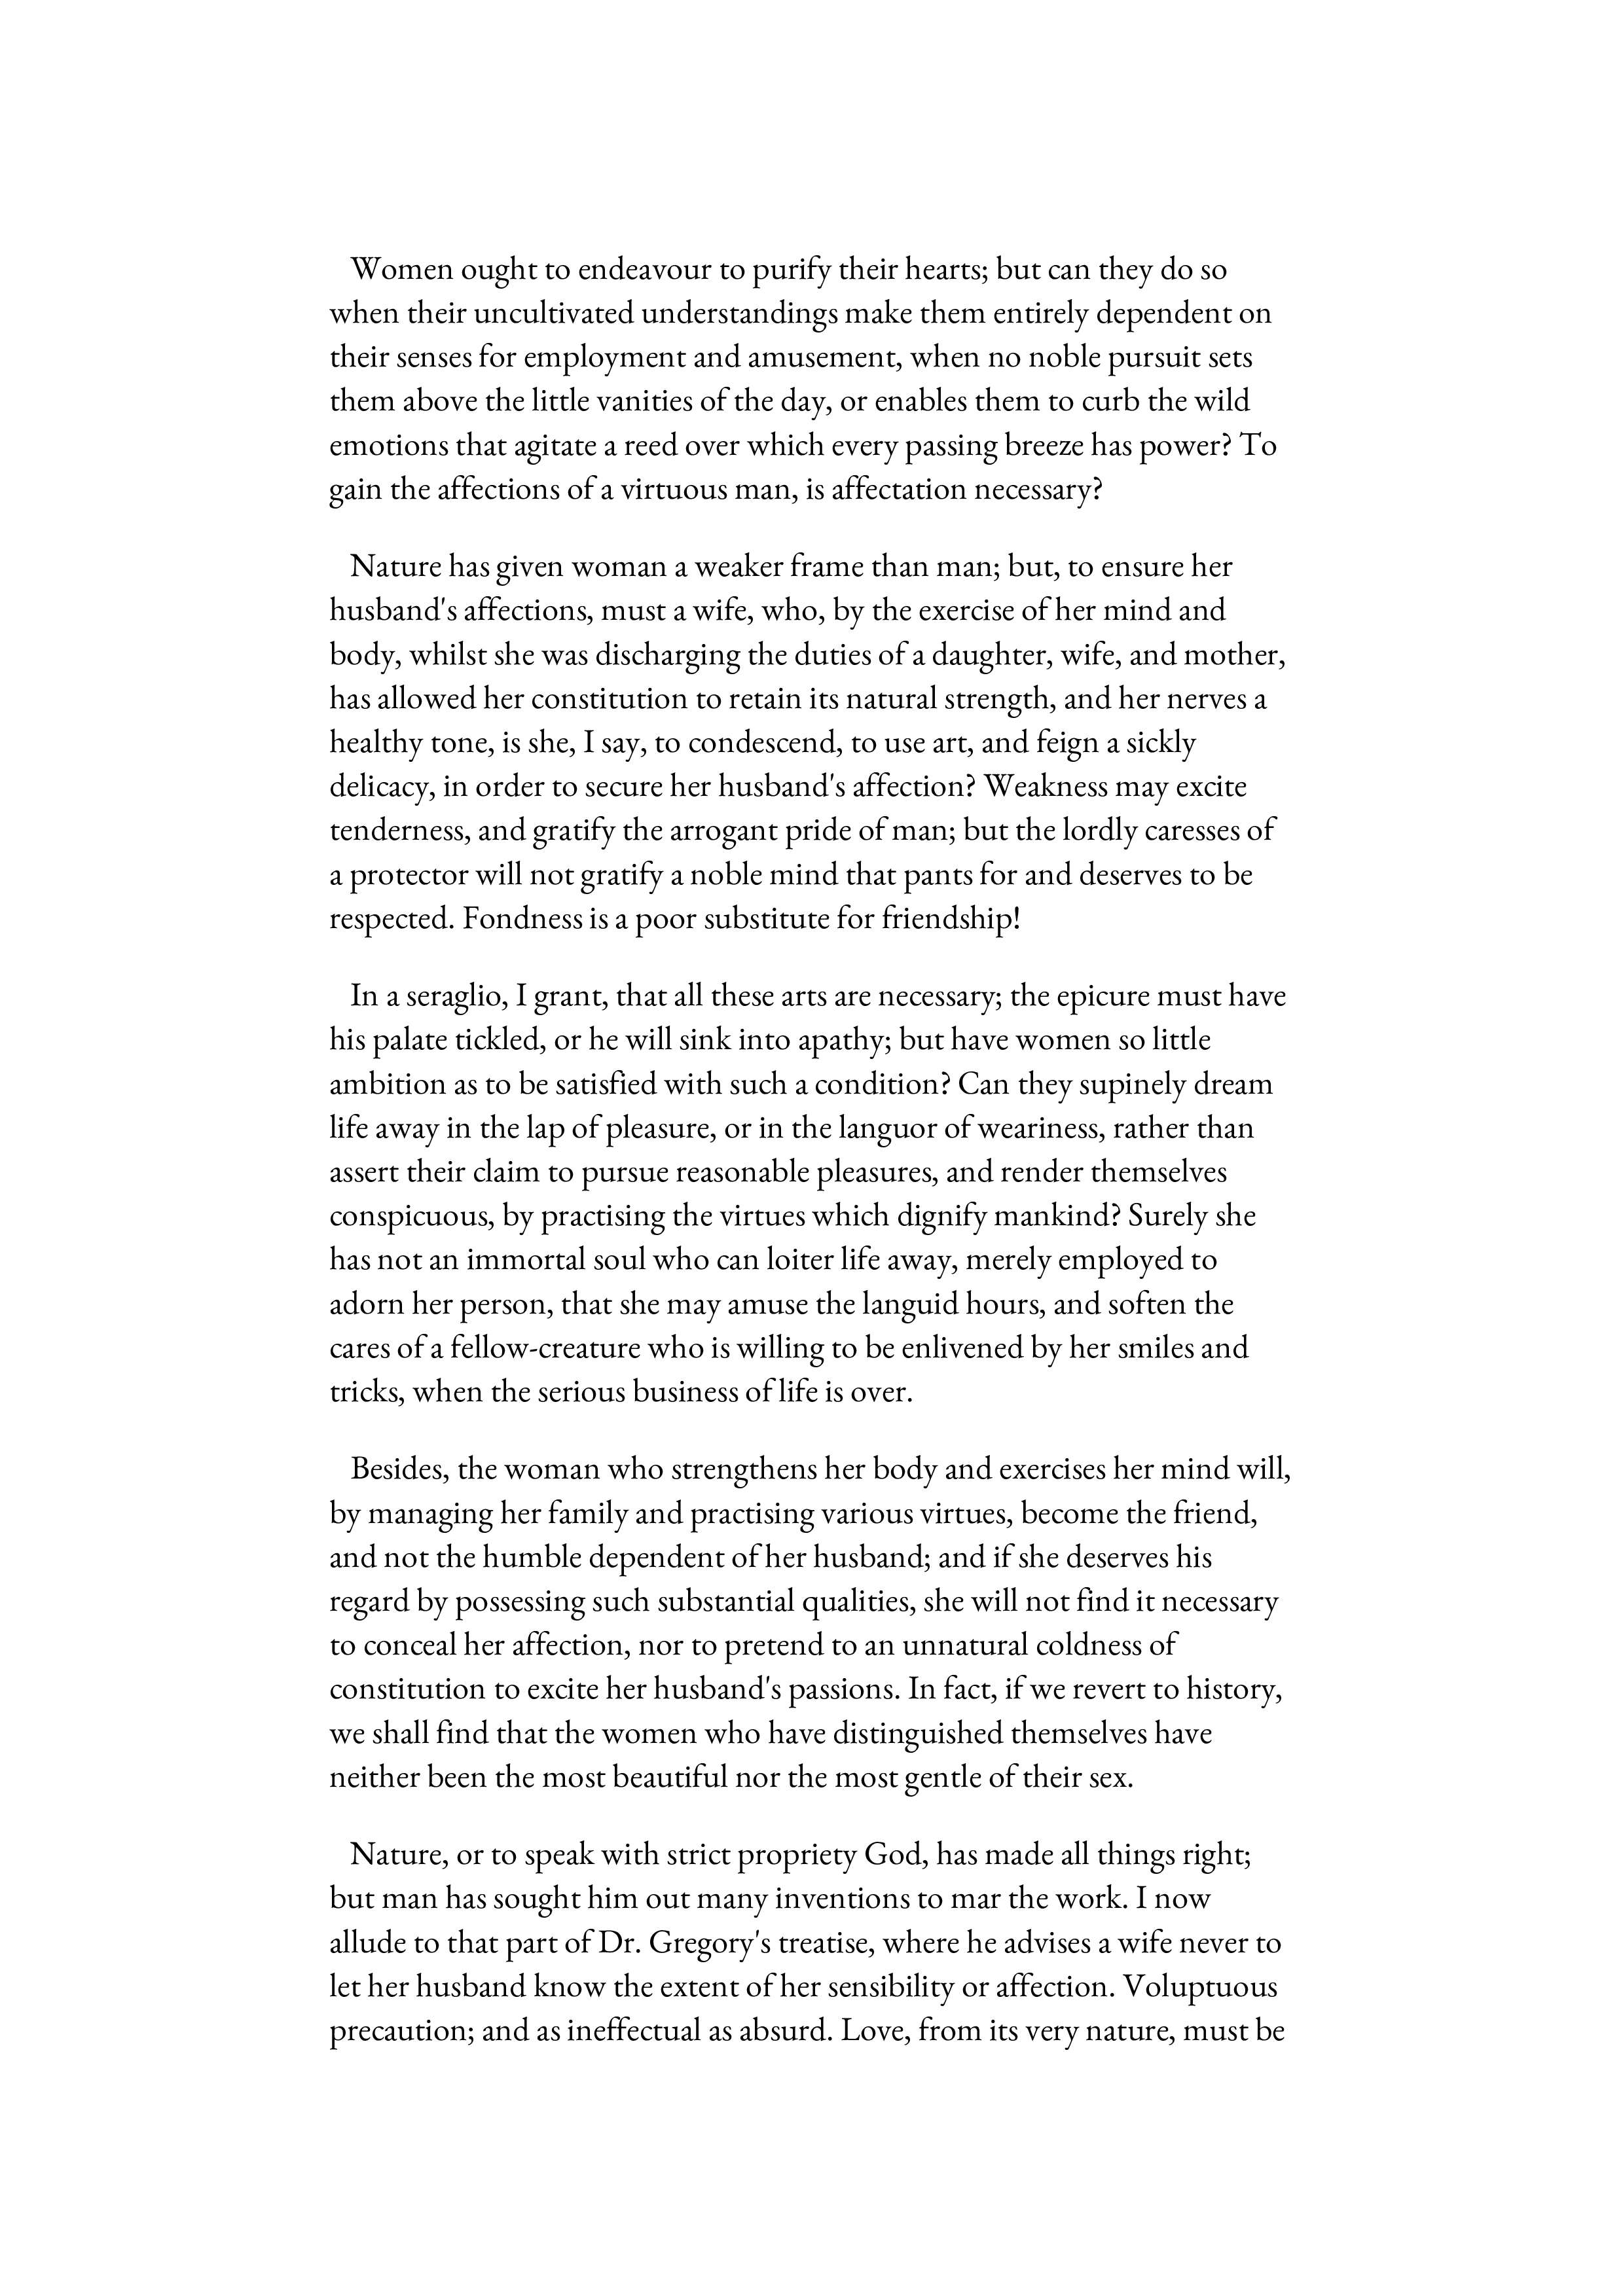 Women ought to endeavour to purify their hearts; but can they do so
when their uncultivated understandings make them entirely dependent on
their senses for employment and amusement, when no noble pursuit sets
them above the little vanities of the day, or enables them to curb the wild
emotions that agitate a reed over which every passing breeze has power? To
gain the affections of a virtuous man, is affectation necessary?
Nature has given woman a weaker frame than man; but, to ensure her
husband's affections, must a wife, who, by the exercise of her mind and
body, whilst she was discharging the duties of a daughter, wife, and mother,
has allowed her constitution to retain its natural strength, and her nerves a
healthy tone, is she, I say, to condescend, to use art, and feign a sickly
delicacy, in order to secure her husband's affection? Weakness may excite
tenderness, and gratify the arrogant pride of man; but the lordly caresses of
a protector will not gratify a noble mind that pants for and deserves to be
respected. Fondness is a poor substitute for friendship!
In a seraglio, I grant, that all these arts are necessary; the epicure must have
his palate tickled, or he will sink into apathy; but have women so little
ambition as to be satisfied with such a condition? Can they supinely dream
life away in the lap of pleasure, or in the languor of weariness, rather than
assert their claim to pursue reasonable pleasures, and render themselves
conspicuous, by practising the virtues which dignify mankind? Surely she
has not an immortal soul who can loiter life away, merely employed to
adorn her person, that she may amuse the languid hours, and soften the
cares of a fellow-creature who is willing to be enlivened by her smiles and
tricks, when the serious business of life is over.
Besides, the woman who strengthens her body and exercises her mind will,
by managing her family and practising various virtues, become the friend,
and not the humble dependent of her husband; and if she deserves his
regard by possessing such substantial qualities, she will not find it necessary
to conceal her affection, nor to pretend to an unnatural coldness of
constitution to excite her husband's passions. In fact, if we revert to history,
we shall find that the women who have distinguished themselves have
neither been the most beautiful nor the most gentle of their sex.
Nature, or to speak with strict propriety God, has made all things right;
but man has sought him out many inventions to mar the work. I now
allude to that part of Dr. Gregory's treatise, where he advises a wife never to
let her husband know the extent of her sensibility or affection. Voluptuous
precaution; and as ineffectual as absurd. Love, from its very nature, must be